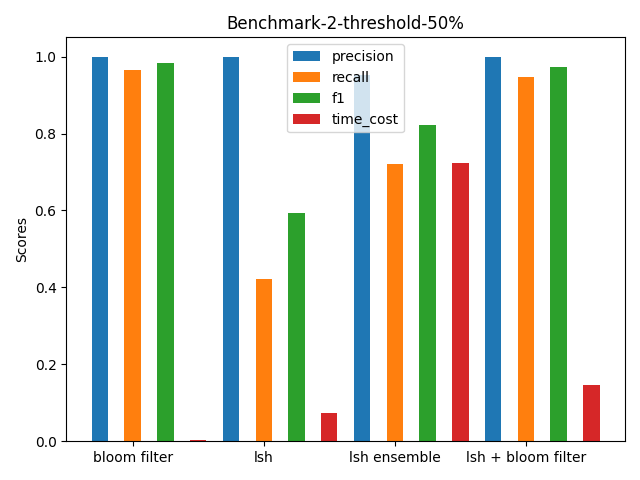 Benchmark-2-threshold-50%
precision
recall
f1
time_cost
Scores
1.0
0.8
0.6
0.4
0.2
0.0
bloom filter
lsh
lsh ensemble
lsh + bloom filter